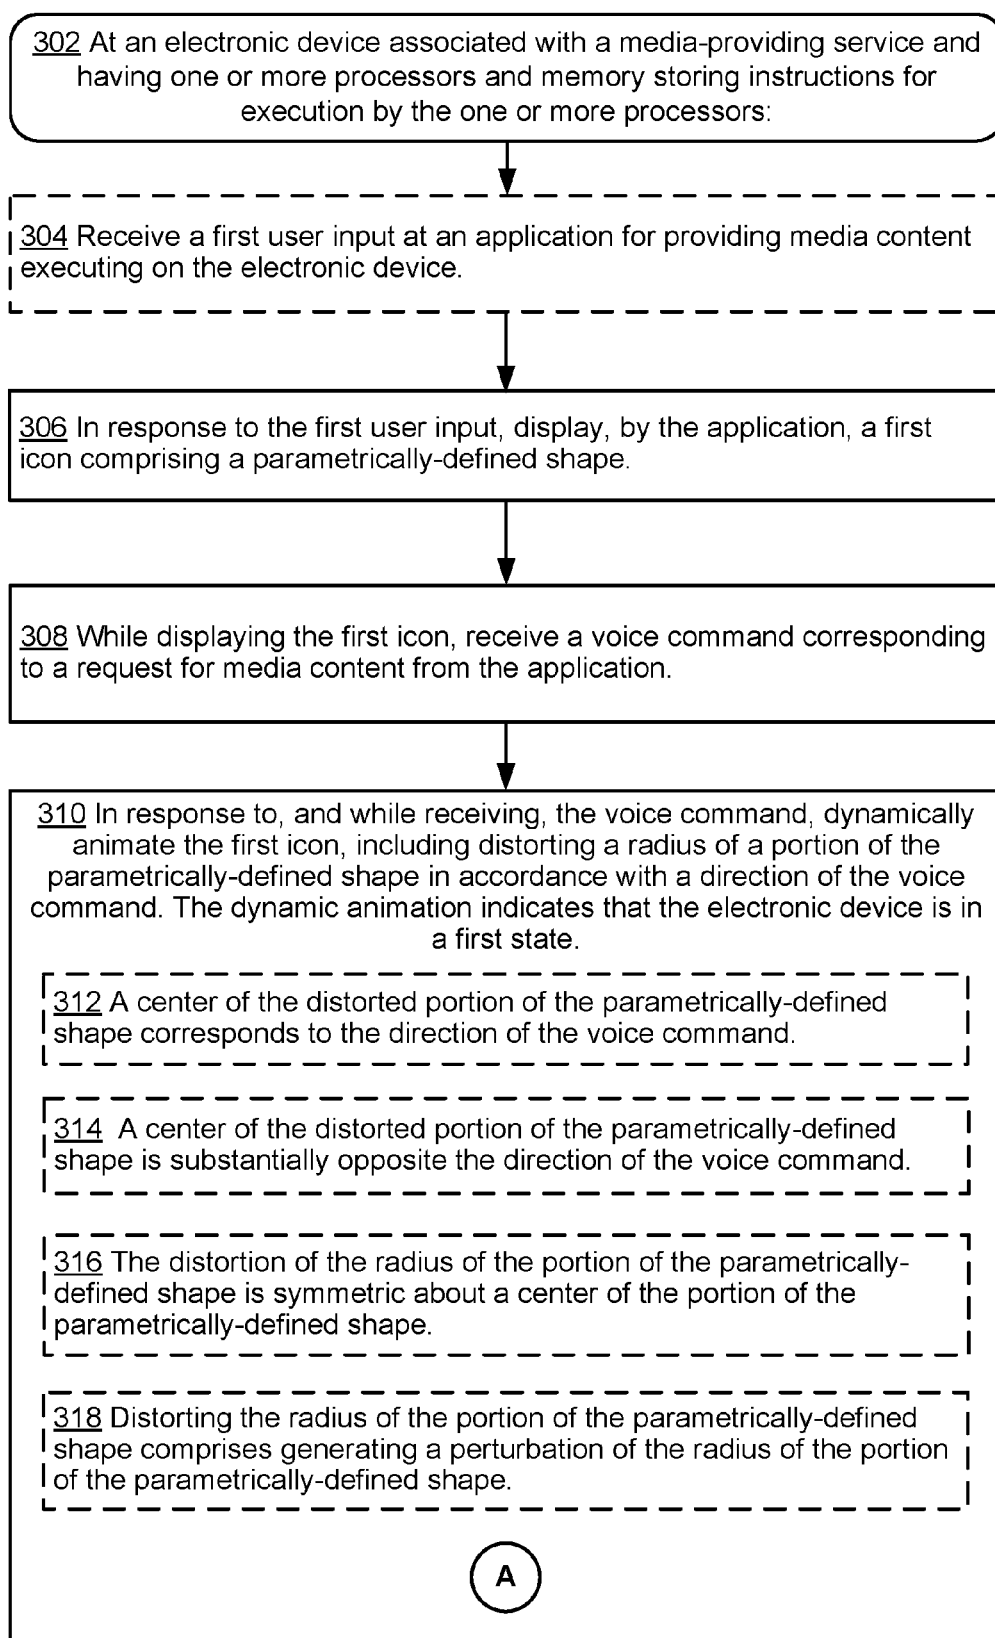 302 At an electronic device associated with a media-providing service and
having one or more processors and memory storing instructions for
execution by the one or more processors:
304 Receive a first user input at an application for providing media content
executing on the electronic device.
306 In response to the first user input, display, by the application, a first
icon comprising a parametrically-defined shape.
308 While displaying the first icon, receive a voice command corresponding
to a request for media content from the application.
310 In response to, and while receiving, the voice command, dynamically
animate the first icon, including distorting a radius of a portion of the
parametrically-defined shape in accordance with a direction of the voice
command. The dynamic animation indicates that the electronic device is in
a first state.
312 A center of the distorted portion of the parametrically-defined
shape corresponds to the direction of the voice command.
314 A center of the distorted portion of the parametrically-defined
shape is substantially opposite the direction of the voice command.
316 The distortion of the radius of the portion of the parametrically-
defined shape is symmetric about a center of the portion of the
parametrically-defined shape.
318 Distorting the radius of the portion of the parametrically-defined
shape comprises generating a perturbation of the radius of the portion
of the parametrically-defined shape.
A